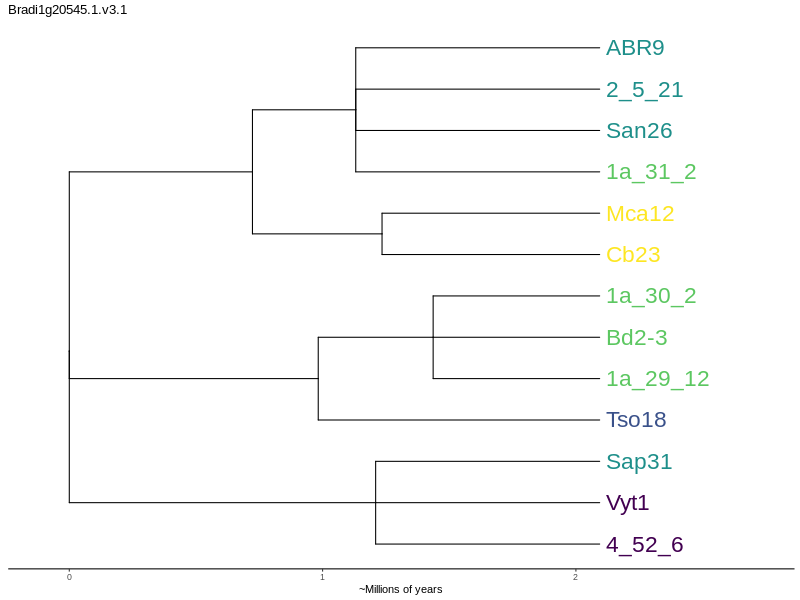 Bradi1g20545.1.v3.1
ABR9
2_5_21
San26
1a_31_2
Mca12
Cb23
1a_30_2
Bd2-3
1a_29_12
Tso18
Sap31
Vyt1
4_52_6
0 1 2
~Millions of years